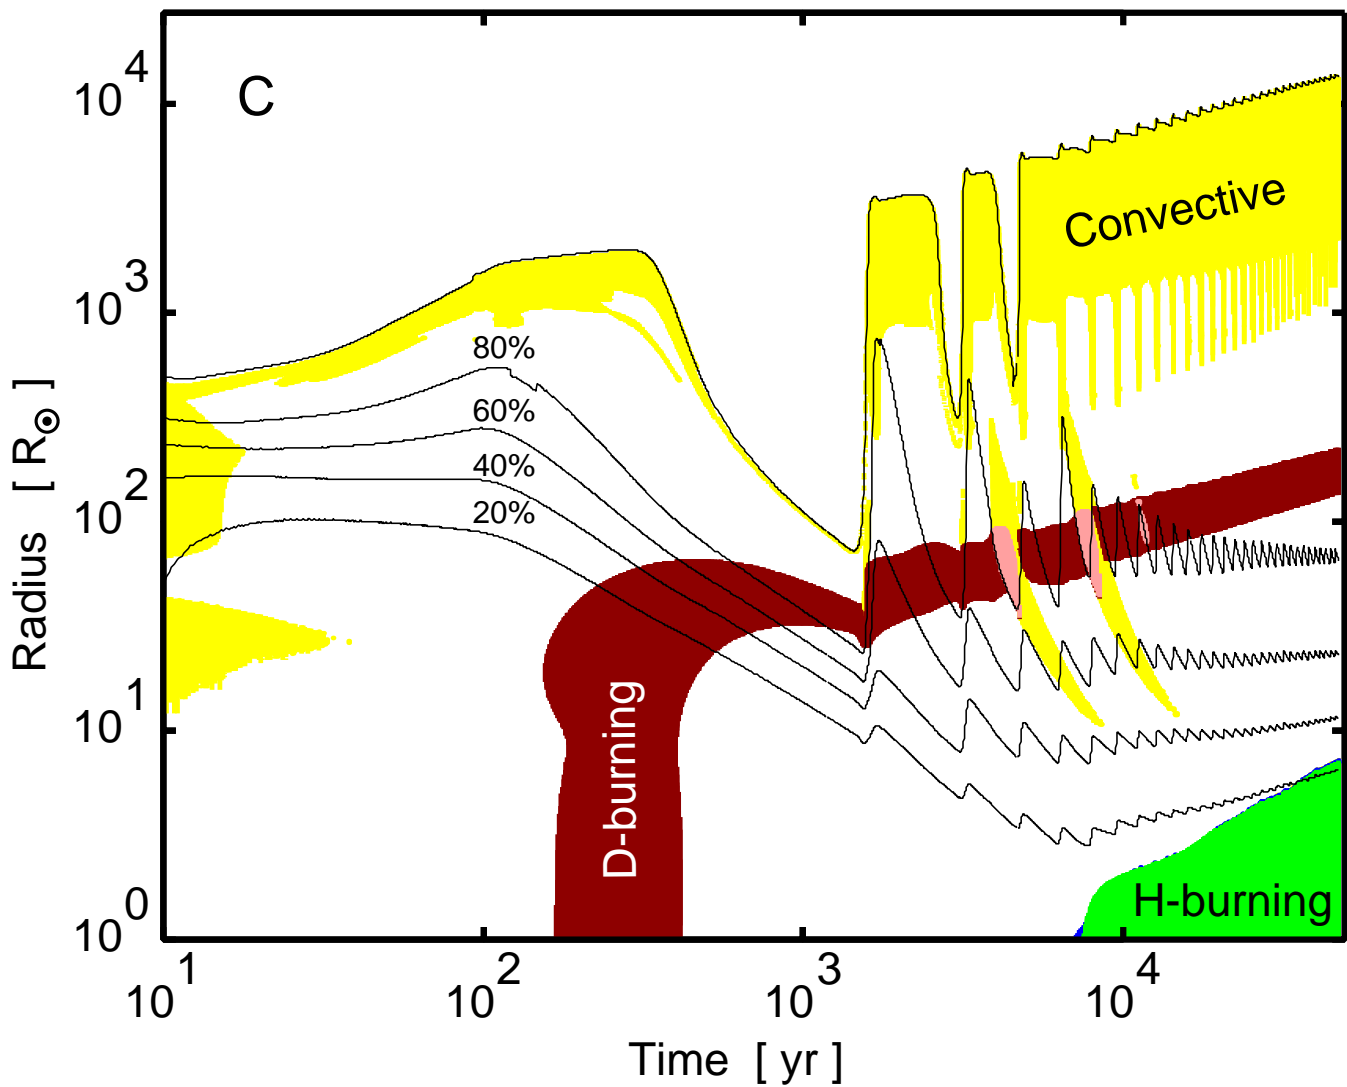 C
10^4
10^3
10^2
10^1
10^0
Radius [ R☉ ]
80%
60%
40%
20%
Convective
D-burning
H-burning
10^1 10^2 10^3 10^4
Time [ yr ]